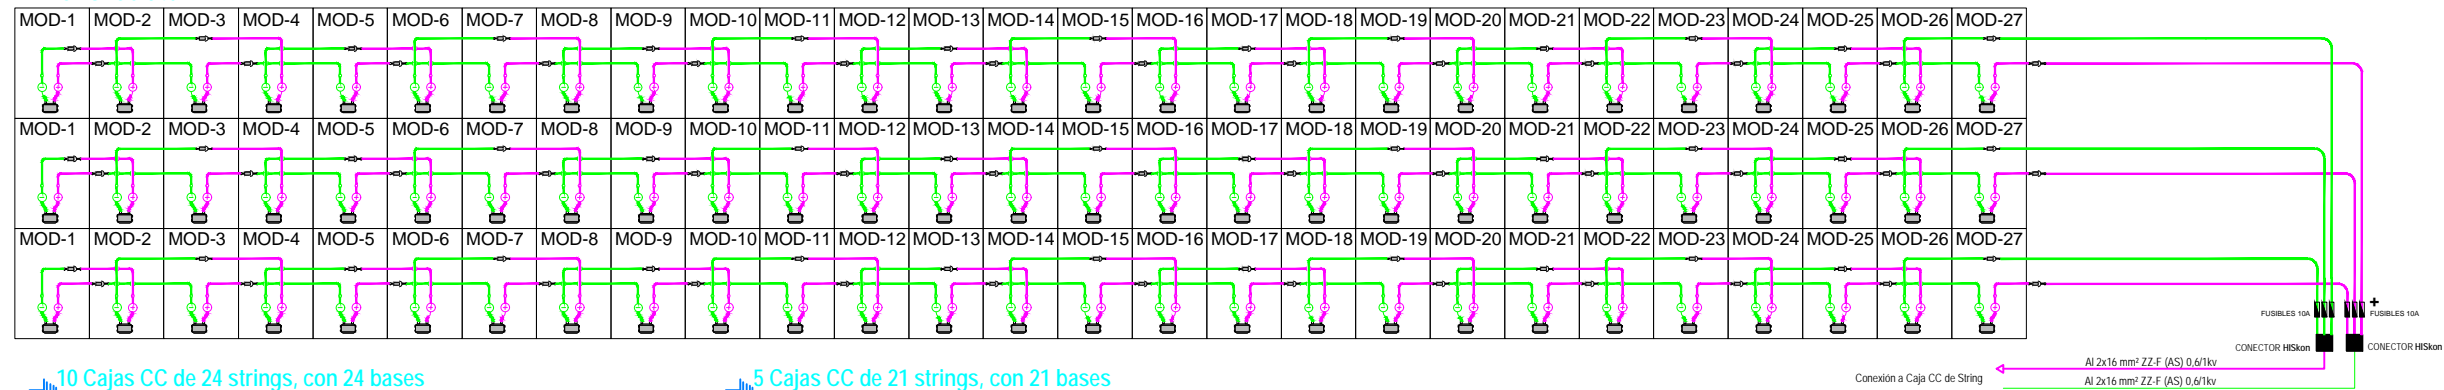 MOD-1 MOD-2 MOD-3 MOD-4 MOD-5 MOD-6 MOD-7 MOD-8 MOD-9 MOD-10 MOD-11 MOD-12 MOD-13 MOD-14 MOD-15 MOD-16 MOD-17 MOD-18 MOD-19 MOD-20 MOD-21 MOD-22 MOD-23 MOD-24 MOD-25 MOD-26 MOD-27
MOD-1 MOD-2 MOD-3 MOD-4 MOD-5 MOD-6 MOD-7 MOD-8 MOD-9 MOD-10 MOD-11 MOD-12 MOD-13 MOD-14 MOD-15 MOD-16 MOD-17 MOD-18 MOD-19 MOD-20 MOD-21 MOD-22 MOD-23 MOD-24 MOD-25 MOD-26 MOD-27
MOD-1 MOD-2 MOD-3 MOD-4 MOD-5 MOD-6 MOD-7 MOD-8 MOD-9 MOD-10 MOD-11 MOD-12 MOD-13 MOD-14 MOD-15 MOD-16 MOD-17 MOD-18 MOD-19 MOD-20 MOD-21 MOD-22 MOD-23 MOD-24 MOD-25 MOD-26 MOD-27
+
FUSIBLES 10A FUSIBLES 10A
CONECTOR HISkon CONECTOR HISkon
Al 2x16 mm² ZZ-F (AS) 0,6/1kv
Conexión a Caja CC de String
Al 2x16 mm² ZZ-F (AS) 0,6/1kv
10 Cajas CC de 24 strings, con 24 bases
5 Cajas CC de 21 strings, con 21 bases